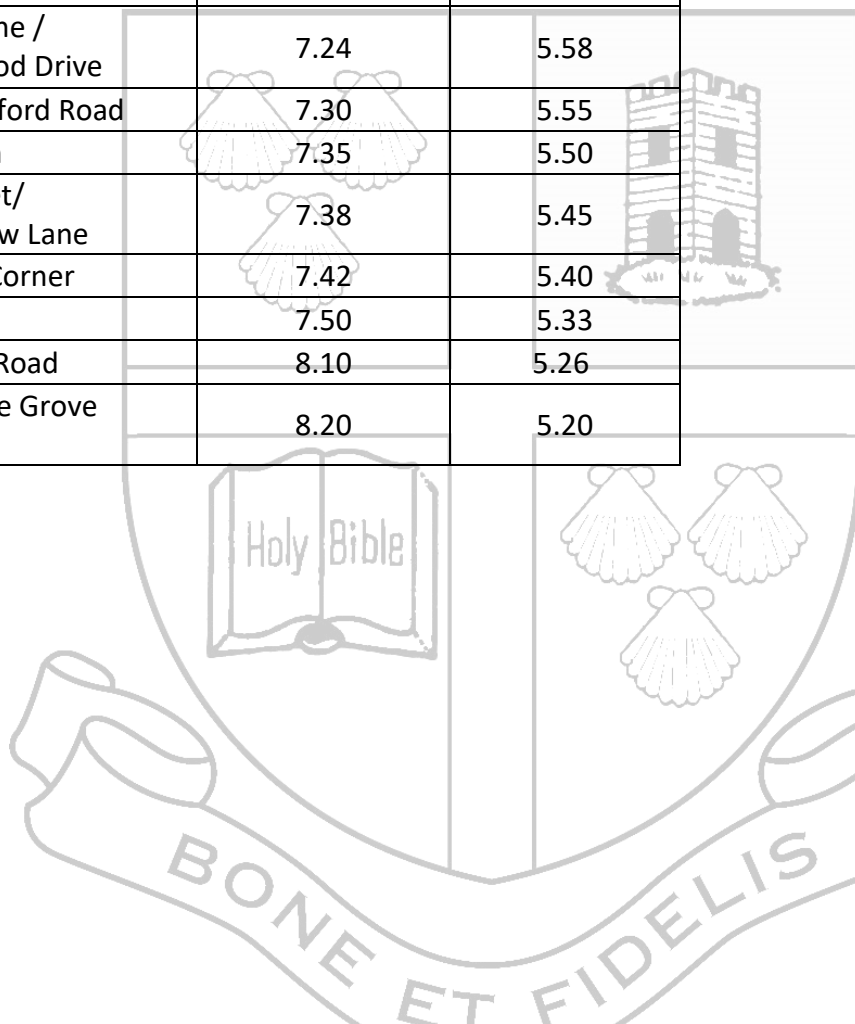 ne /
od Drive 7.24 5.58
ford Road 7.30 5.55
7.35 5.50
t/
w Lane 7.38 5.45
Corner 7.42 5.40
7.50 5.33
Road 8.10 5.26
e Grove 8.20 5.20
Holy Bible
BONE ET FIDELIS